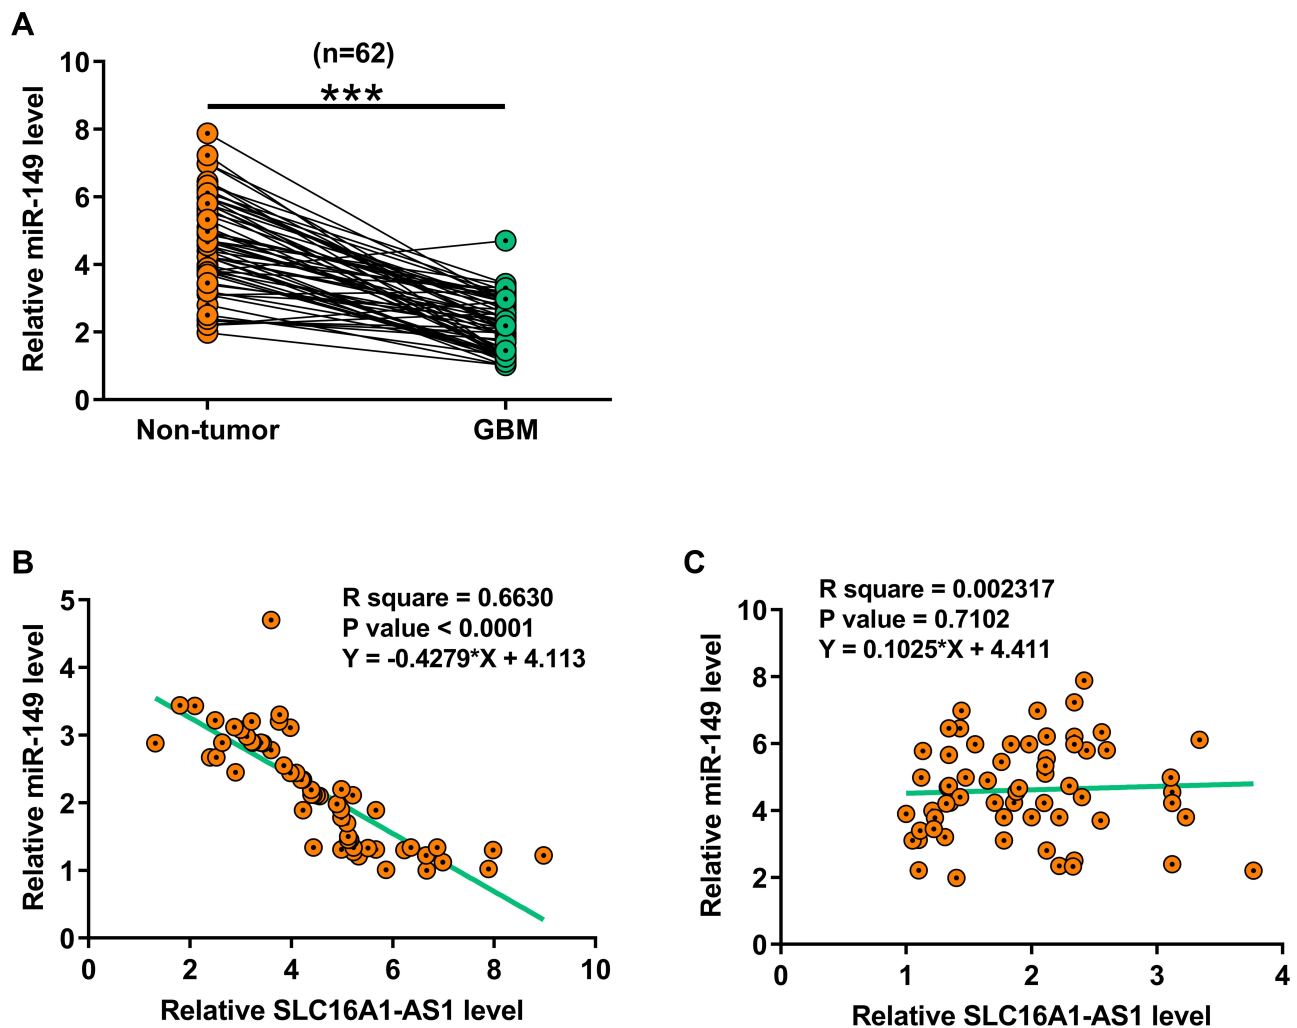 A
(n=62)
***
Relative miR-149 level
10
8
6
4
2
0
Non-tumor GBM
B
R square = 0.6630
P value < 0.0001
Y = -0.4279*X + 4.113
Relative miR-149 level
5
4
3
2
1
0
0 2 4 6 8 10
Relative SLC16A1-AS1 level
C
R square = 0.002317
P value = 0.7102
Y = 0.1025*X + 4.411
Relative miR-149 level
10
8
6
4
2
0
0 1 2 3 4
Relative SLC16A1-AS1 level